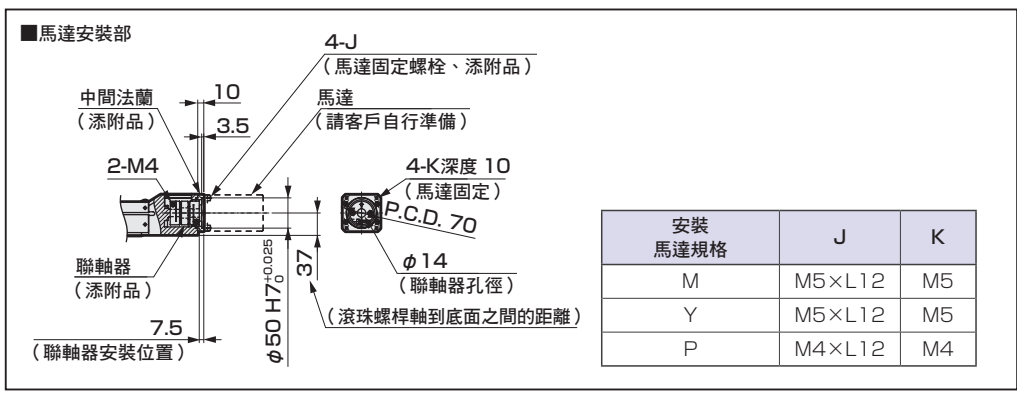 ■馬達安裝部
4-J
（馬達固定螺栓、添附品）
中間法蘭
（添附品）
10
3.5
馬達
（請客戶自行準備）
2-M4
4-K深度 10
（馬達固定）
P.C.D. 70
聯軸器
（添附品）
7.5
（聯軸器安裝位置）
φ50 H7 +0.025 0
37
φ14
（聯軸器孔徑）
（滾珠螺桿軸到底面之間的距離）
安裝
馬達規格 J K
M M5×L12 M5
Y M5×L12 M5
P M4×L12 M4